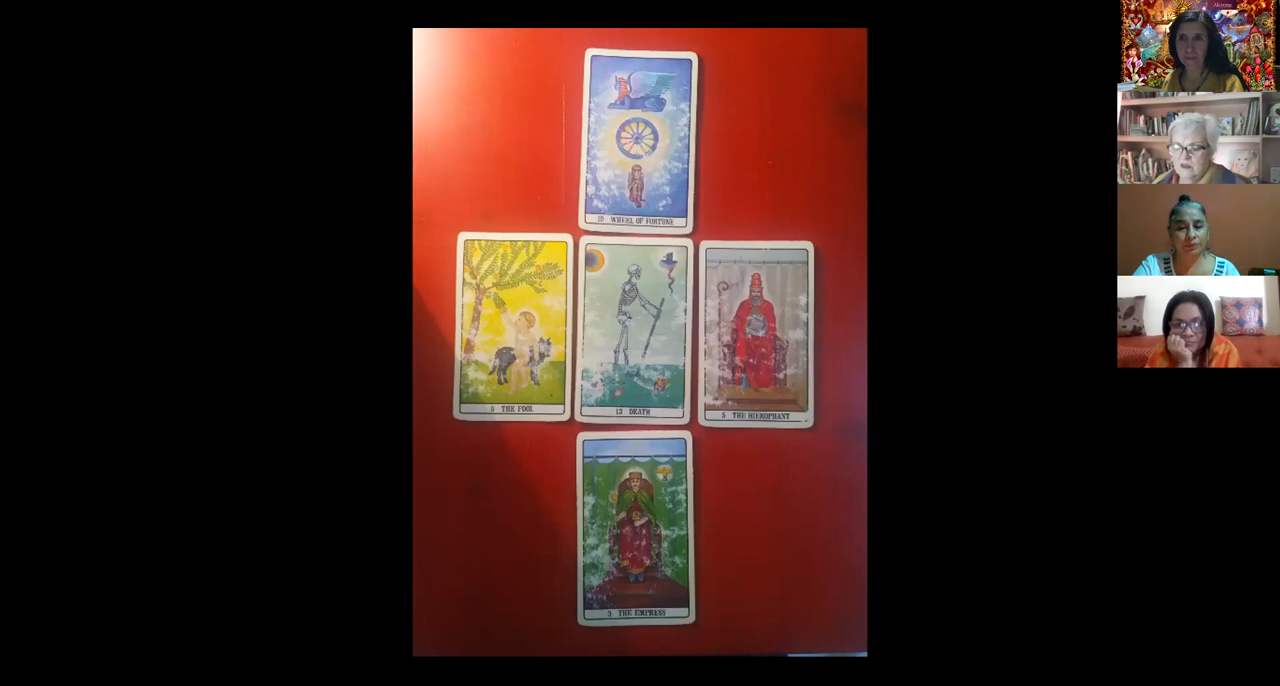 10 WHEEL OF FORTUNE
0 THE FOOL
13 DEATH
5 THE HIEROPHANT
3 THE EMPRESS